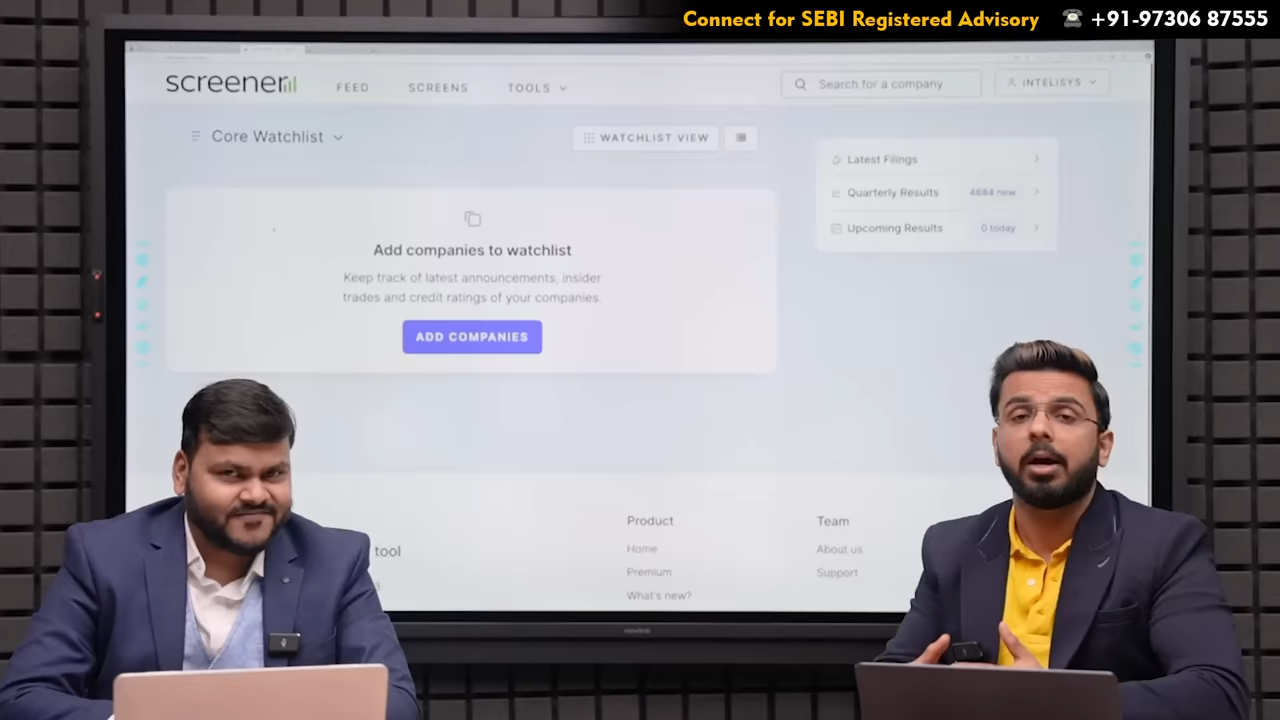 Connect for SEBI Registered Advisory ☎ +91-97306 87555
screener
FEED SCREENS TOOLS
Search for a company
INTELISYS
Core Watchlist
WATCHLIST VIEW
Latest Filings
Quarterly Results 4684 new
Upcoming Results 0 today
Add companies to watchlist
Keep track of latest announcements, insider
trades and credit ratings of your companies.
ADD COMPANIES
tool
Product
Home
Premium
What's new?
Team
About us
Support